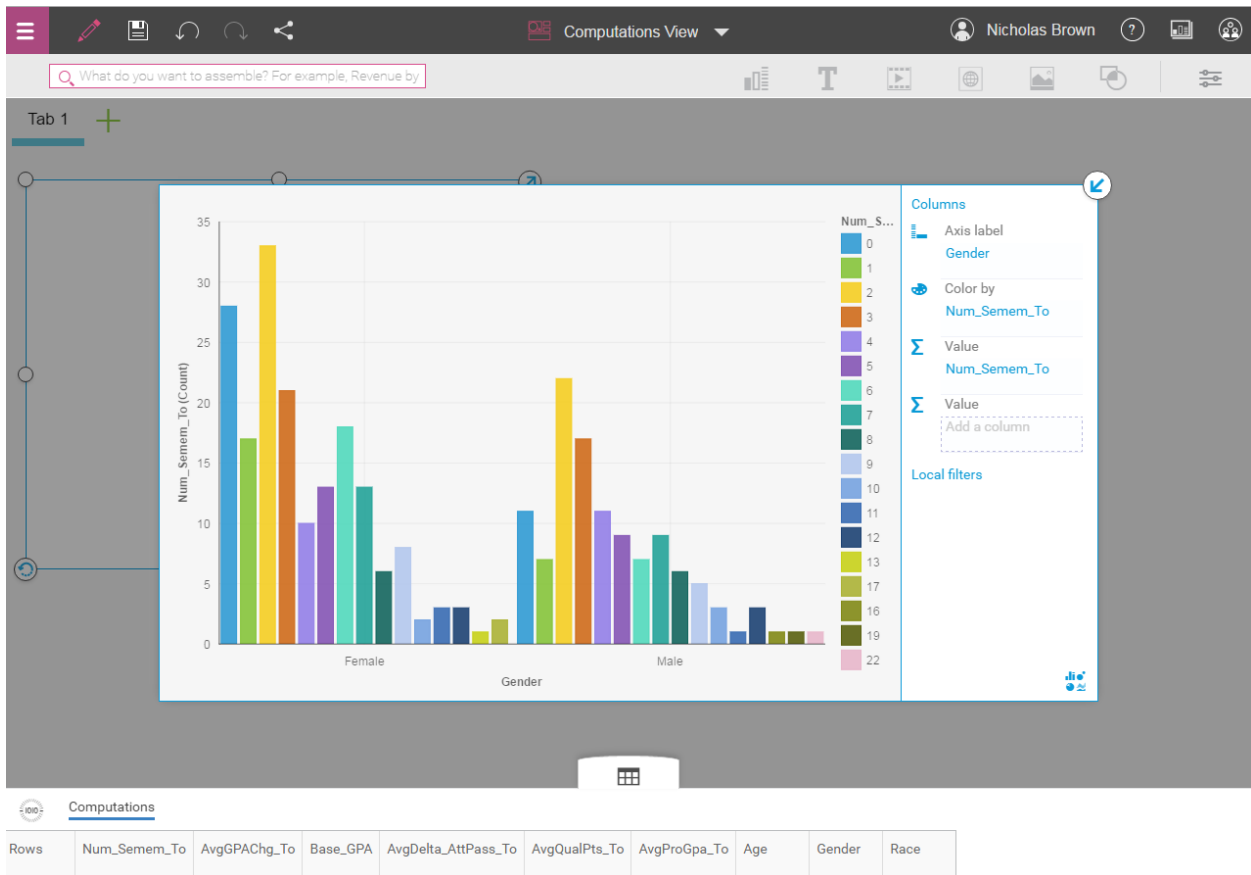 Computations View
Nicholas Brown
?
What do you want to assemble? For example, Revenue by
T
Tab 1
35
30
25
20
15
10
5
0
Num_Semem_To (Count)
Female
Male
Gender
Num_S...
0
1
2
3
4
5
6
7
8
9
10
11
12
13
17
16
19
22
Columns
Axis label
Gender
Color by
Num_Semem_To
Value
Num_Semem_To
Value
Add a column
Local filters
1010
Computations
Rows Num_Semem_To AvgGPAChg_To Base_GPA AvgDelta_AttPass_To AvgQualPts_To AvgProGpa_To Age Gender Race